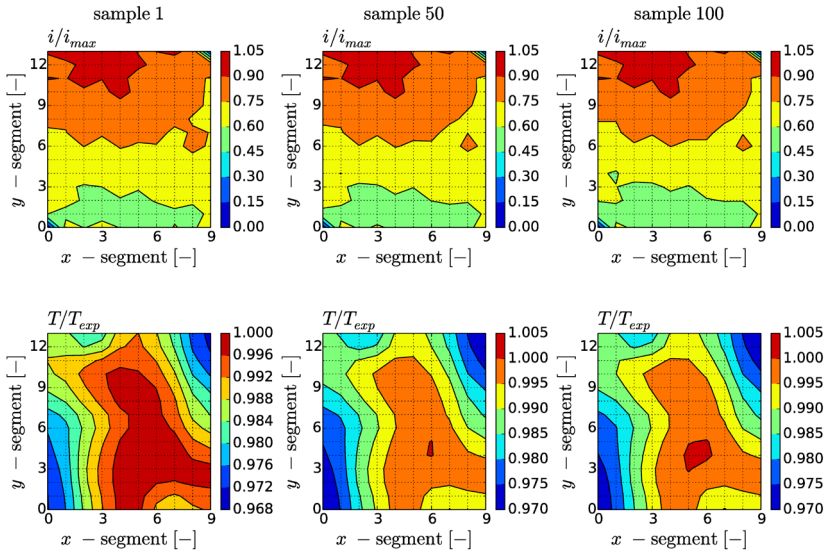 sample 1 sample 50 sample 100
i/i_max i/i_max i/i_max
12 1.05 12 1.05 12 1.05
0.90 0.90 0.90
9 0.75 9 0.75 9 0.75
0.60 0.60 0.60
6 6 6
0.45 0.45 0.45
3 0.30 3 0.30 3 0.30
0.15 0.15 0.15
0 0.00 0 0.00 0 0.00
0 3 6 9 0 3 6 9 0 3 6 9
y − segment [−] y − segment [−] y − segment [−]
x − segment [−] x − segment [−] x − segment [−]
T/T_exp T/T_exp T/T_exp
12 1.000 12 1.005 12 1.005
0.996 1.000 1.000
9 0.992 9 0.995 9 0.995
0.988
6 0.984 6 0.990 6 0.990
0.980 0.985 0.985
3 0.976 3 0.980 3 0.980
0.972 0.975 0.975
0 0.968 0 0.970 0 0.970
0 3 6 9 0 3 6 9 0 3 6 9
y − segment [−] y − segment [−] y − segment [−]
x − segment [−] x − segment [−] x − segment [−]